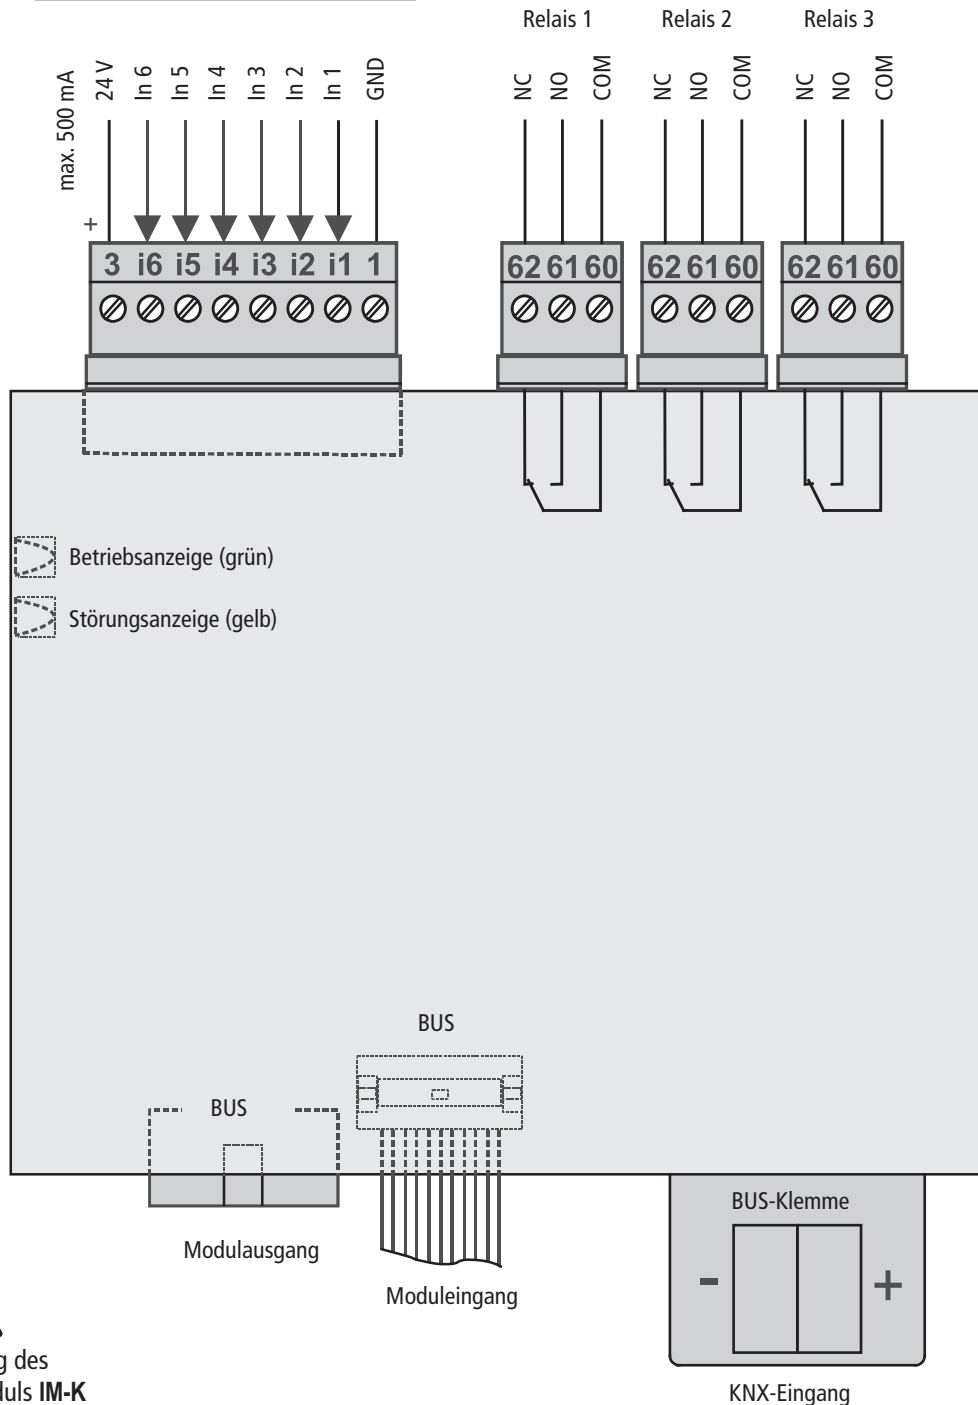 Relais 1 Relais 2 Relais 3
max. 500 mA 24 V In 6 In 5 In 4 In 3 In 2 In 1 GND NC NO COM NC NO COM NC NO COM
+
3 i6 i5 i4 i3 i2 i1 1 62 61 60 62 61 60 62 61 60
Betriebsanzeige (grün)
Störungsanzeige (gelb)
BUS
BUS
BUS-Klemme
Modulausgang
- +
Moduleingang
des
IM-K
KNX-Eingang